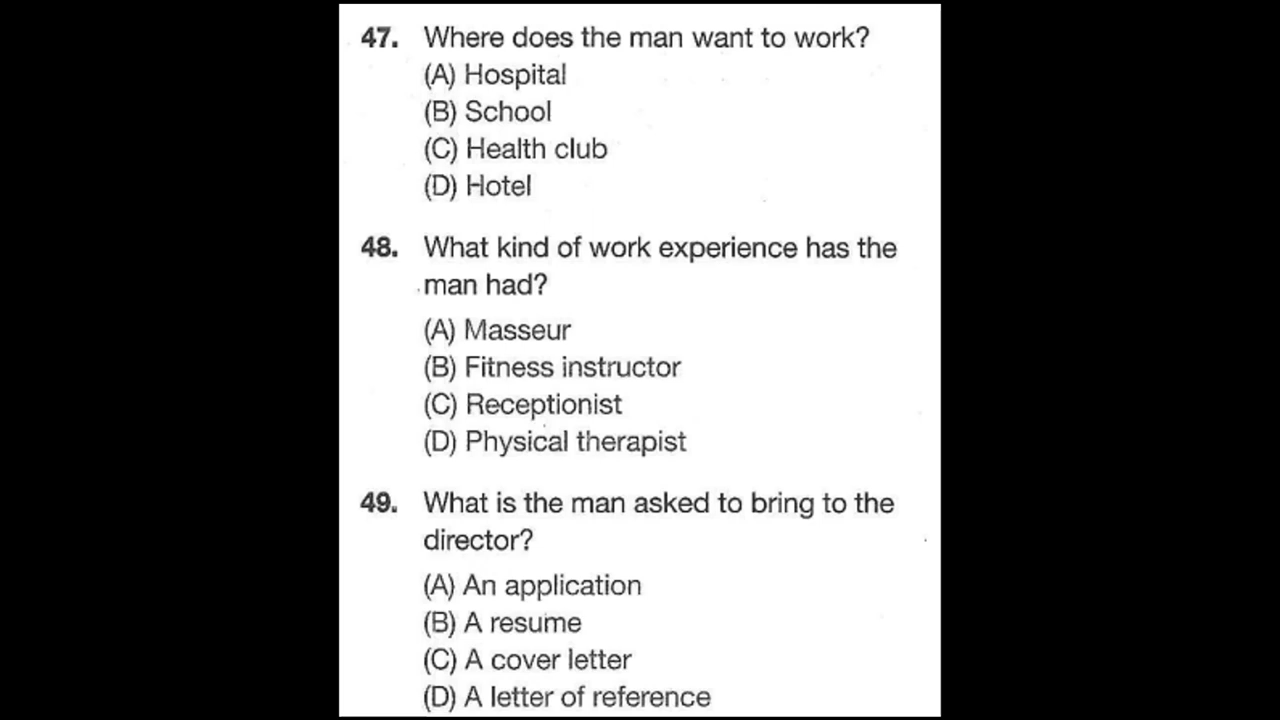 47. Where does the man want to work?
(A) Hospital
(B) School
(C) Health club
(D) Hotel
48. What kind of work experience has the
man had?
(A) Masseur
(B) Fitness instructor
(C) Receptionist
(D) Physical therapist
49. What is the man asked to bring to the
director?
(A) An application
(B) A resume
(C) A cover letter
(D) A letter of reference